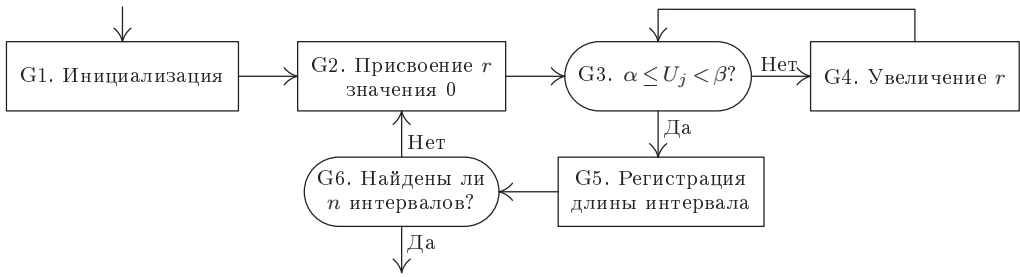 G1. Инициализация
G2. Присвоение r
значения 0
G3. α ≤ U_j < β?
Нет
G4. Увеличение r
Да
Нет
G6. Найдены ли
n интервалов?
G5. Регистрация
длины интервала
Да